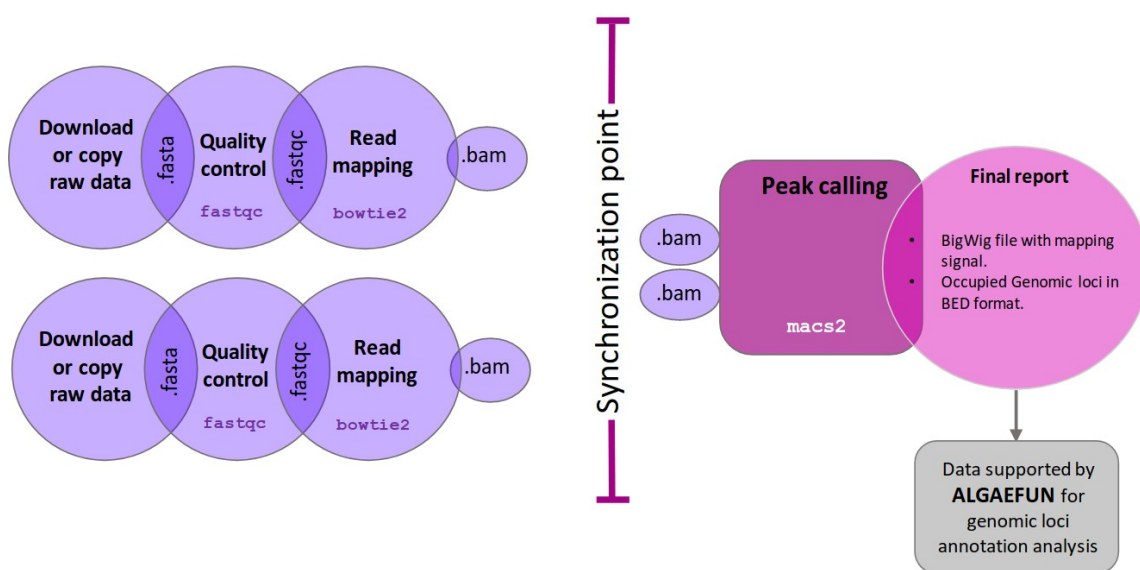 Download
or copy
raw data
.fasta
Quality
control
fastqc
.fastqc
Read
mapping
bowtie2
.bam
Download
or copy
raw data
.fasta
Quality
control
fastqc
.fastqc
Read
mapping
bowtie2
.bam
Synchronization point
.bam
.bam
Peak calling
macs2
Final report
• BigWig file with mapping
signal.
• Occupied Genomic loci in
BED format.
Data supported by
ALGAEFUN for
genomic loci
annotation analysis